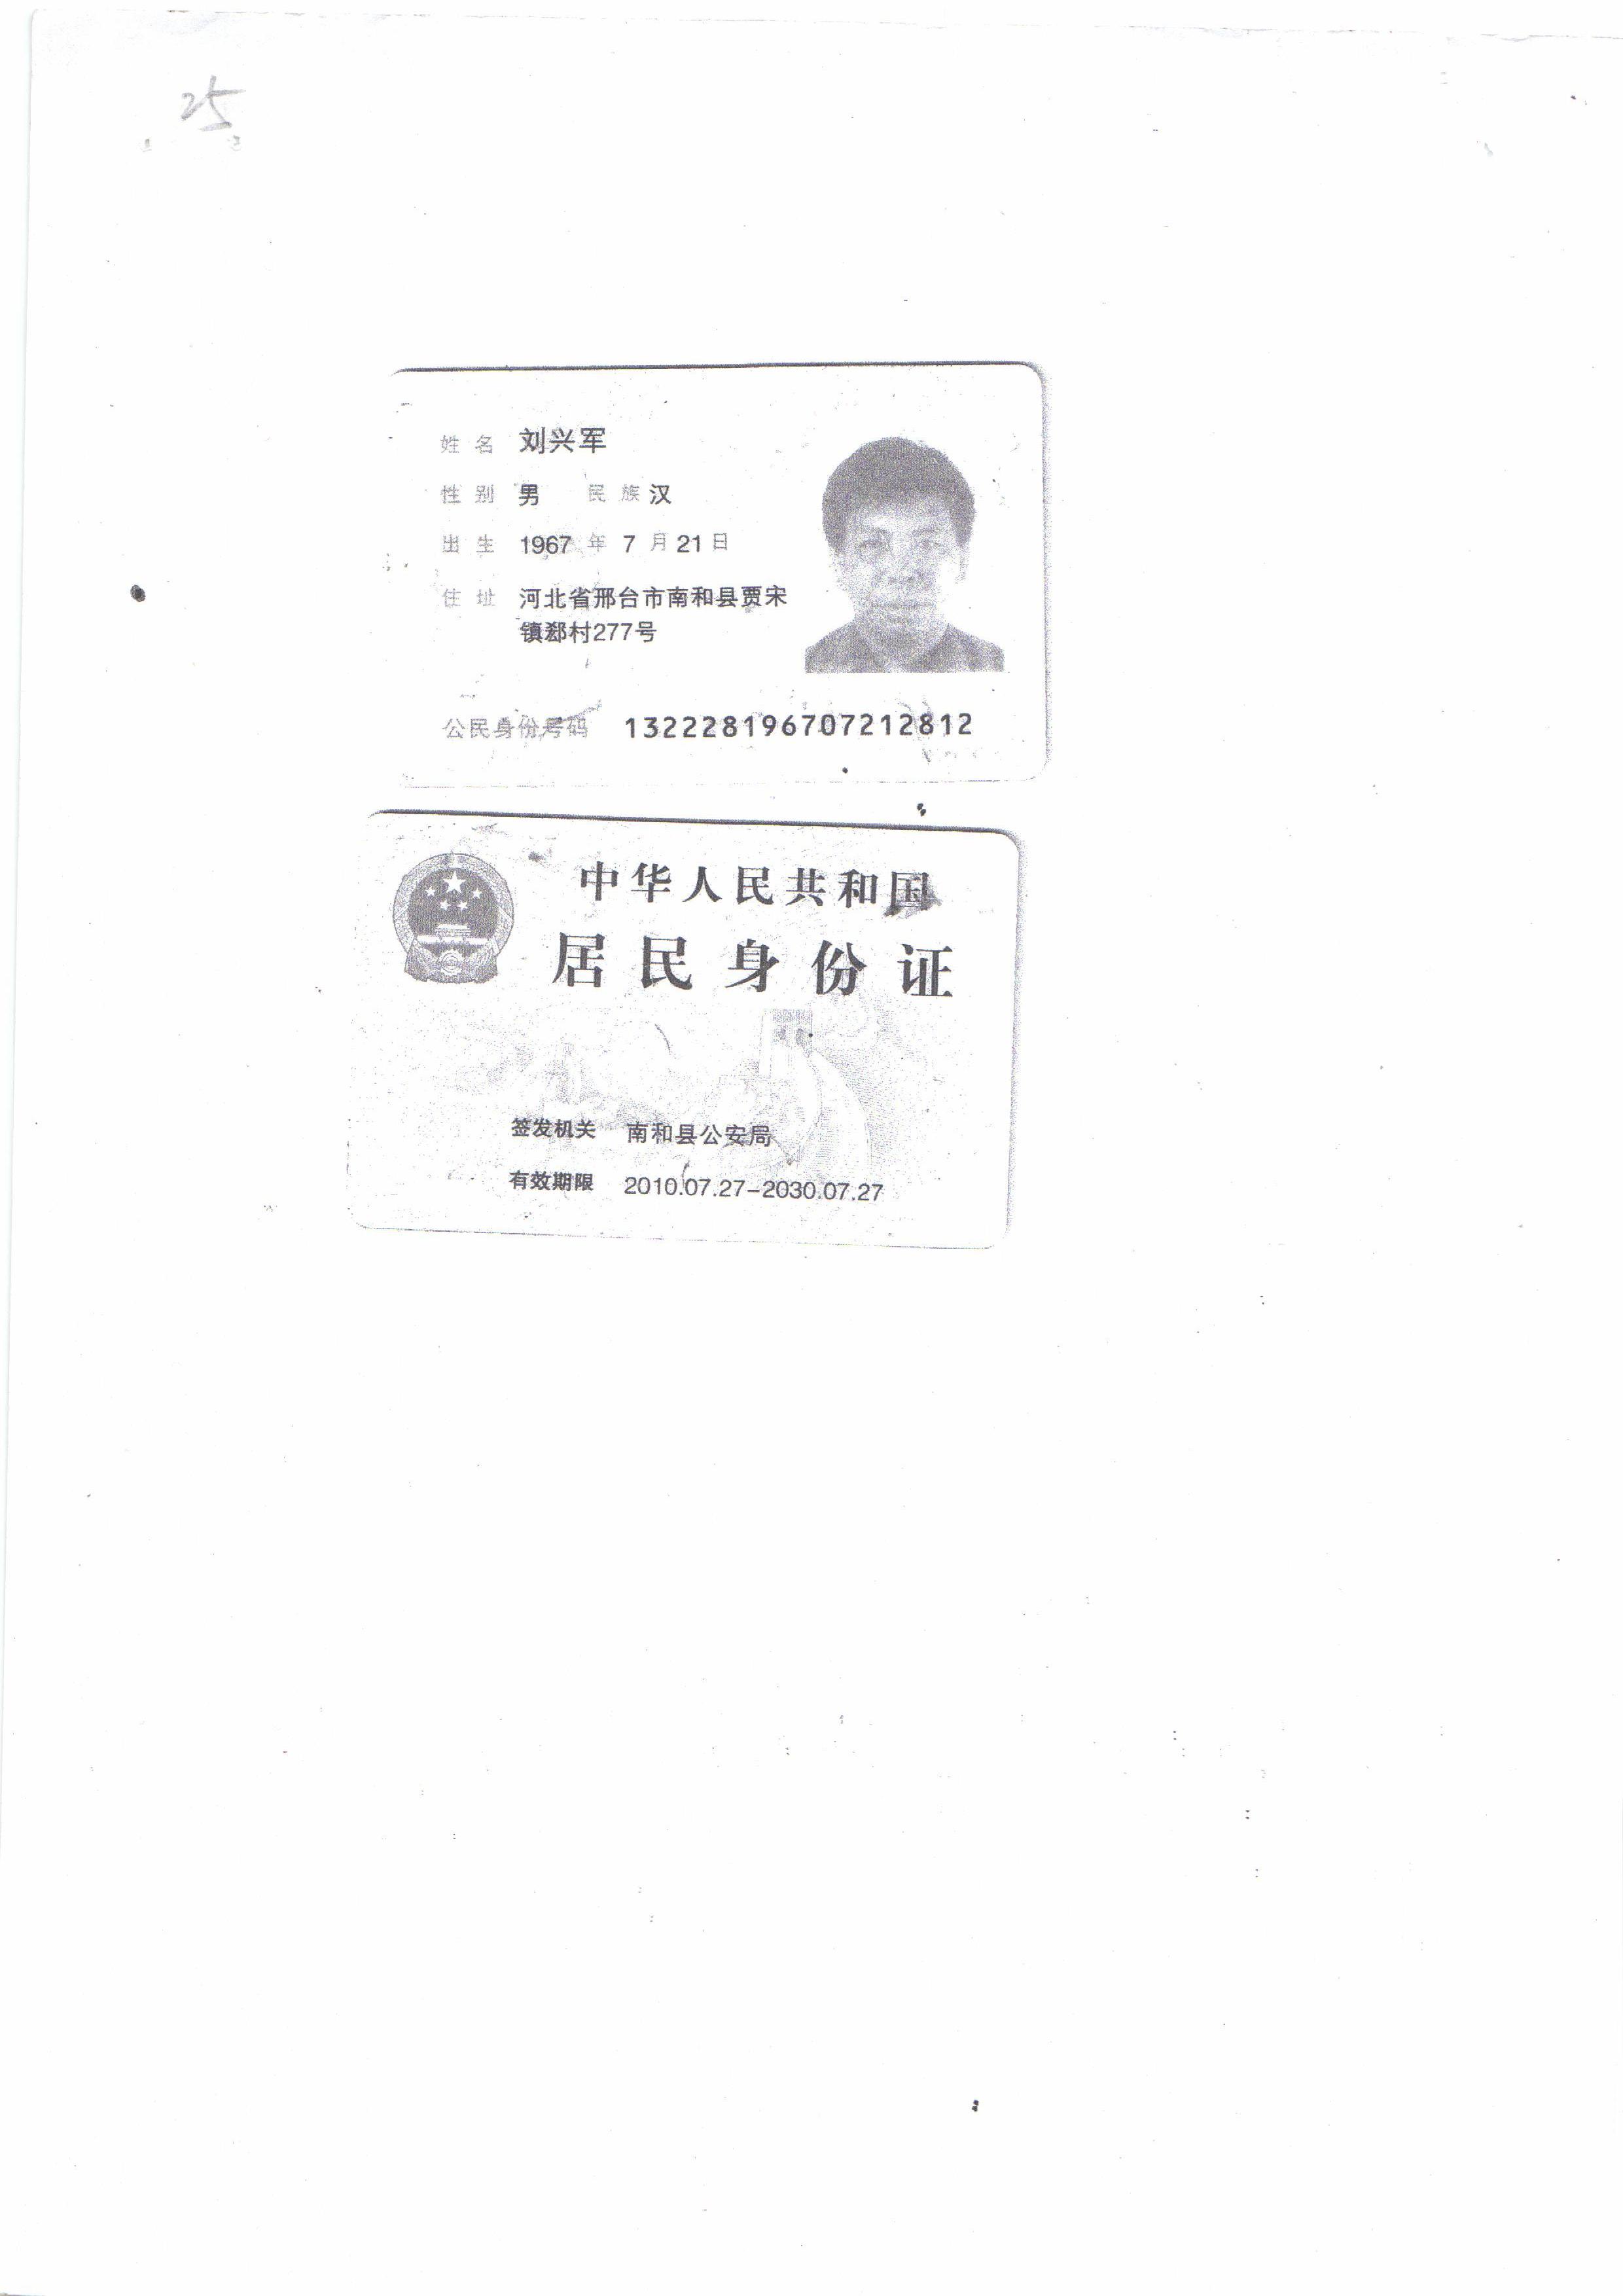 25
姓名 刘兴军
性别 男 民族 汉
出生 1967 年 7 月 21 日
住址 河北省邢台市南和县贾宋
镇郄村277号
公民身份号码 132228196707212812
中华人民共和国
居民身份证
签发机关 南和县公安局
有效期限 2010.07.27-2030.07.27